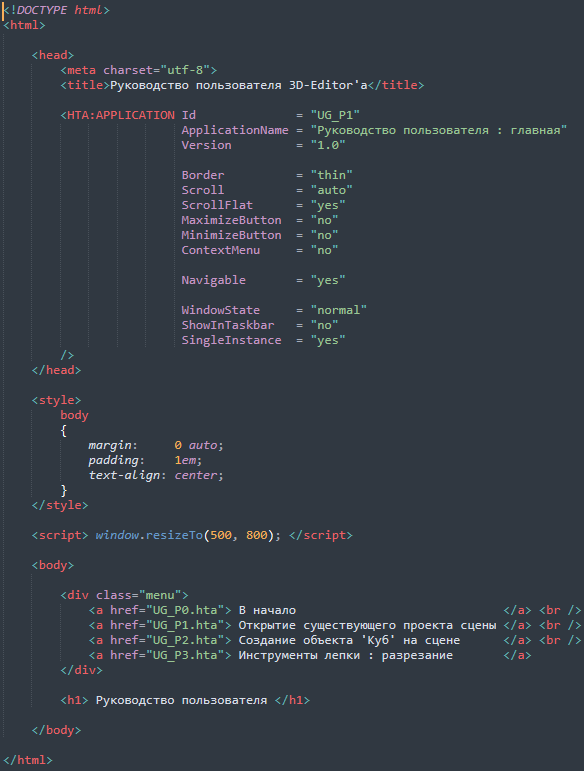 <!DOCTYPE html>
<html>
<head>
<meta charset="utf-8">
<title>Руководство пользователя 3D-Editor'а</title>
<HTA:APPLICATION Id = "UG_P1"
ApplicationName = "Руководство пользователя : главная"
Version = "1.0"
Border = "thin"
Scroll = "auto"
ScrollFlat = "yes"
MaximizeButton = "no"
MinimizeButton = "no"
ContextMenu = "no"
Navigable = "yes"
WindowState = "normal"
ShowInTaskbar = "no"
SingleInstance = "yes"
/>
</head>
<style>
body
{
margin: 0 auto;
padding: 1em;
text-align: center;
}
</style>
<script> window.resizeTo(500, 800); </script>
<body>
<div class="menu">
<a href="UG_P0.hta"> В начало </a> <br />
<a href="UG_P1.hta"> Открытие существующего проекта сцены </a> <br />
<a href="UG_P2.hta"> Создание объекта 'Куб' на сцене </a> <br />
<a href="UG_P3.hta"> Инструменты лепки : разрезание </a>
</div>
<h1> Руководство пользователя </h1>
</body>
</html>